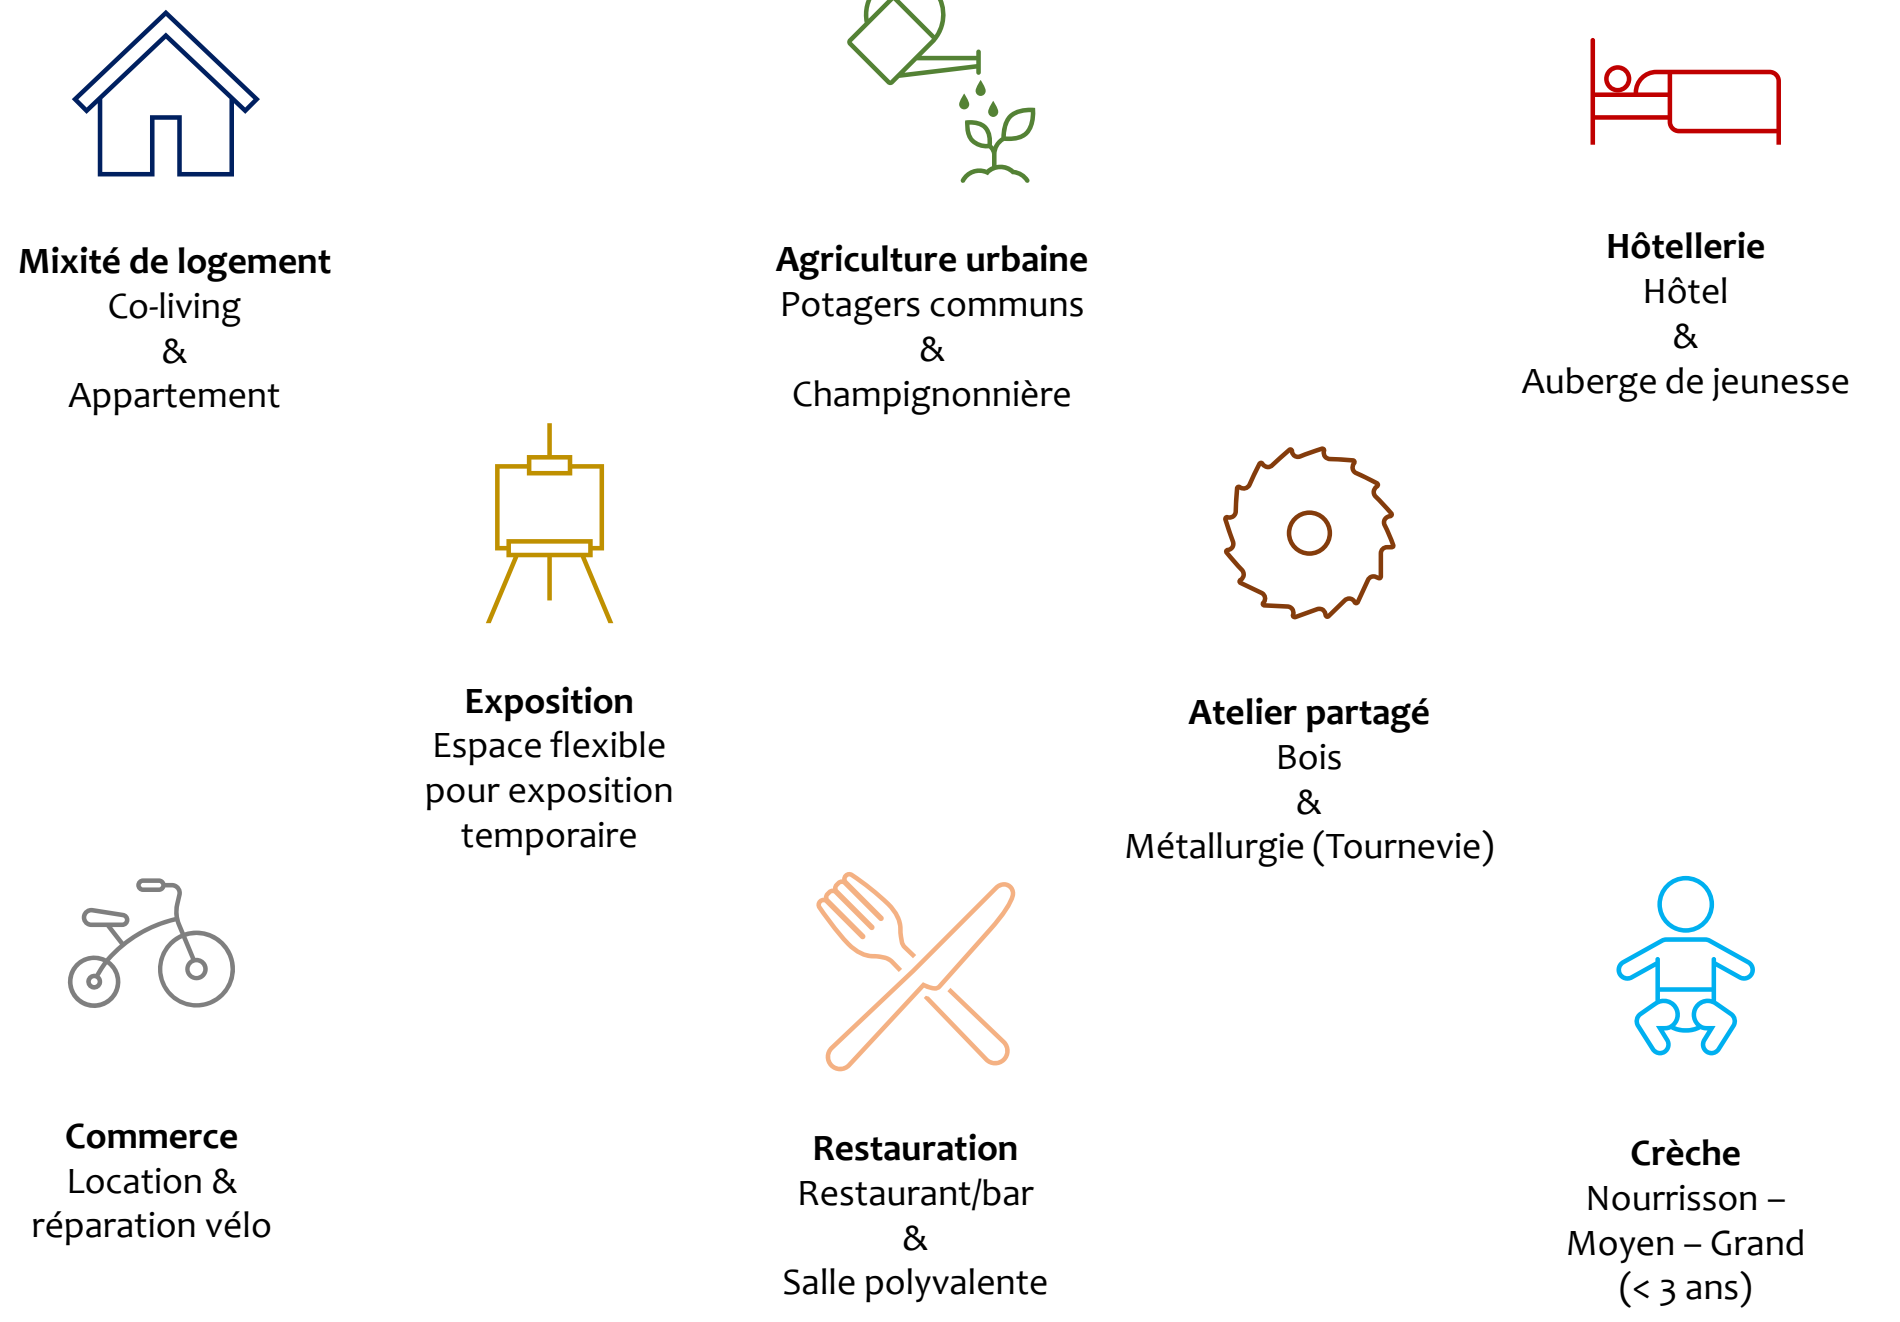 Mixité de logement
Co-living
&
Appartement
Agriculture urbaine
Potagers communs
&
Champignonnière
Hôtellerie
Hôtel
&
Auberge de jeunesse
Exposition
Espace flexible
pour exposition
temporaire
Atelier partagé
Bois
&
Métallurgie (Tournevie)
Commerce
Location &
réparation vélo
Restauration
Restaurant/bar
&
Salle polyvalente
Crèche
Nourrisson –
Moyen – Grand
(< 3 ans)